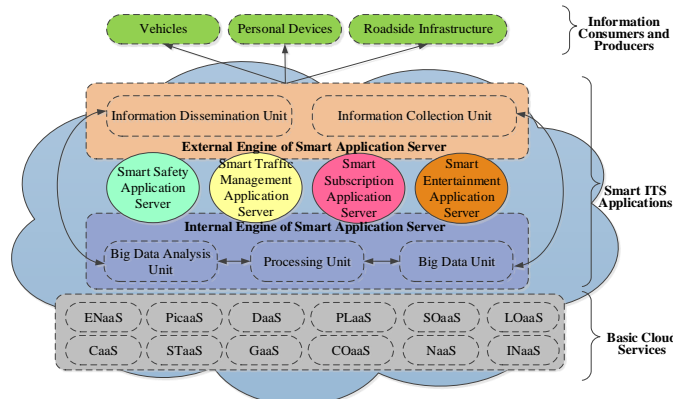 Vehicles
Personal Devices
Roadside Infrastructure
Information
Consumers and
Producers
Information Dissemination Unit
Information Collection Unit
External Engine of Smart Application Server
Smart Safety
Application
Server
Smart Traffic
Management
Application
Server
Smart
Subscription
Application
Server
Smart
Entertainment
Application
Server
Smart ITS
Applications
Internal Engine of Smart Application Server
Big Data Analysis
Unit
Processing Unit
Big Data Unit
ENaaS
PicaaS
DaaS
PLaaS
SOaaS
LOaaS
CaaS
STaaS
GaaS
COaaS
NaaS
INaaS
Basic Cloud
Services